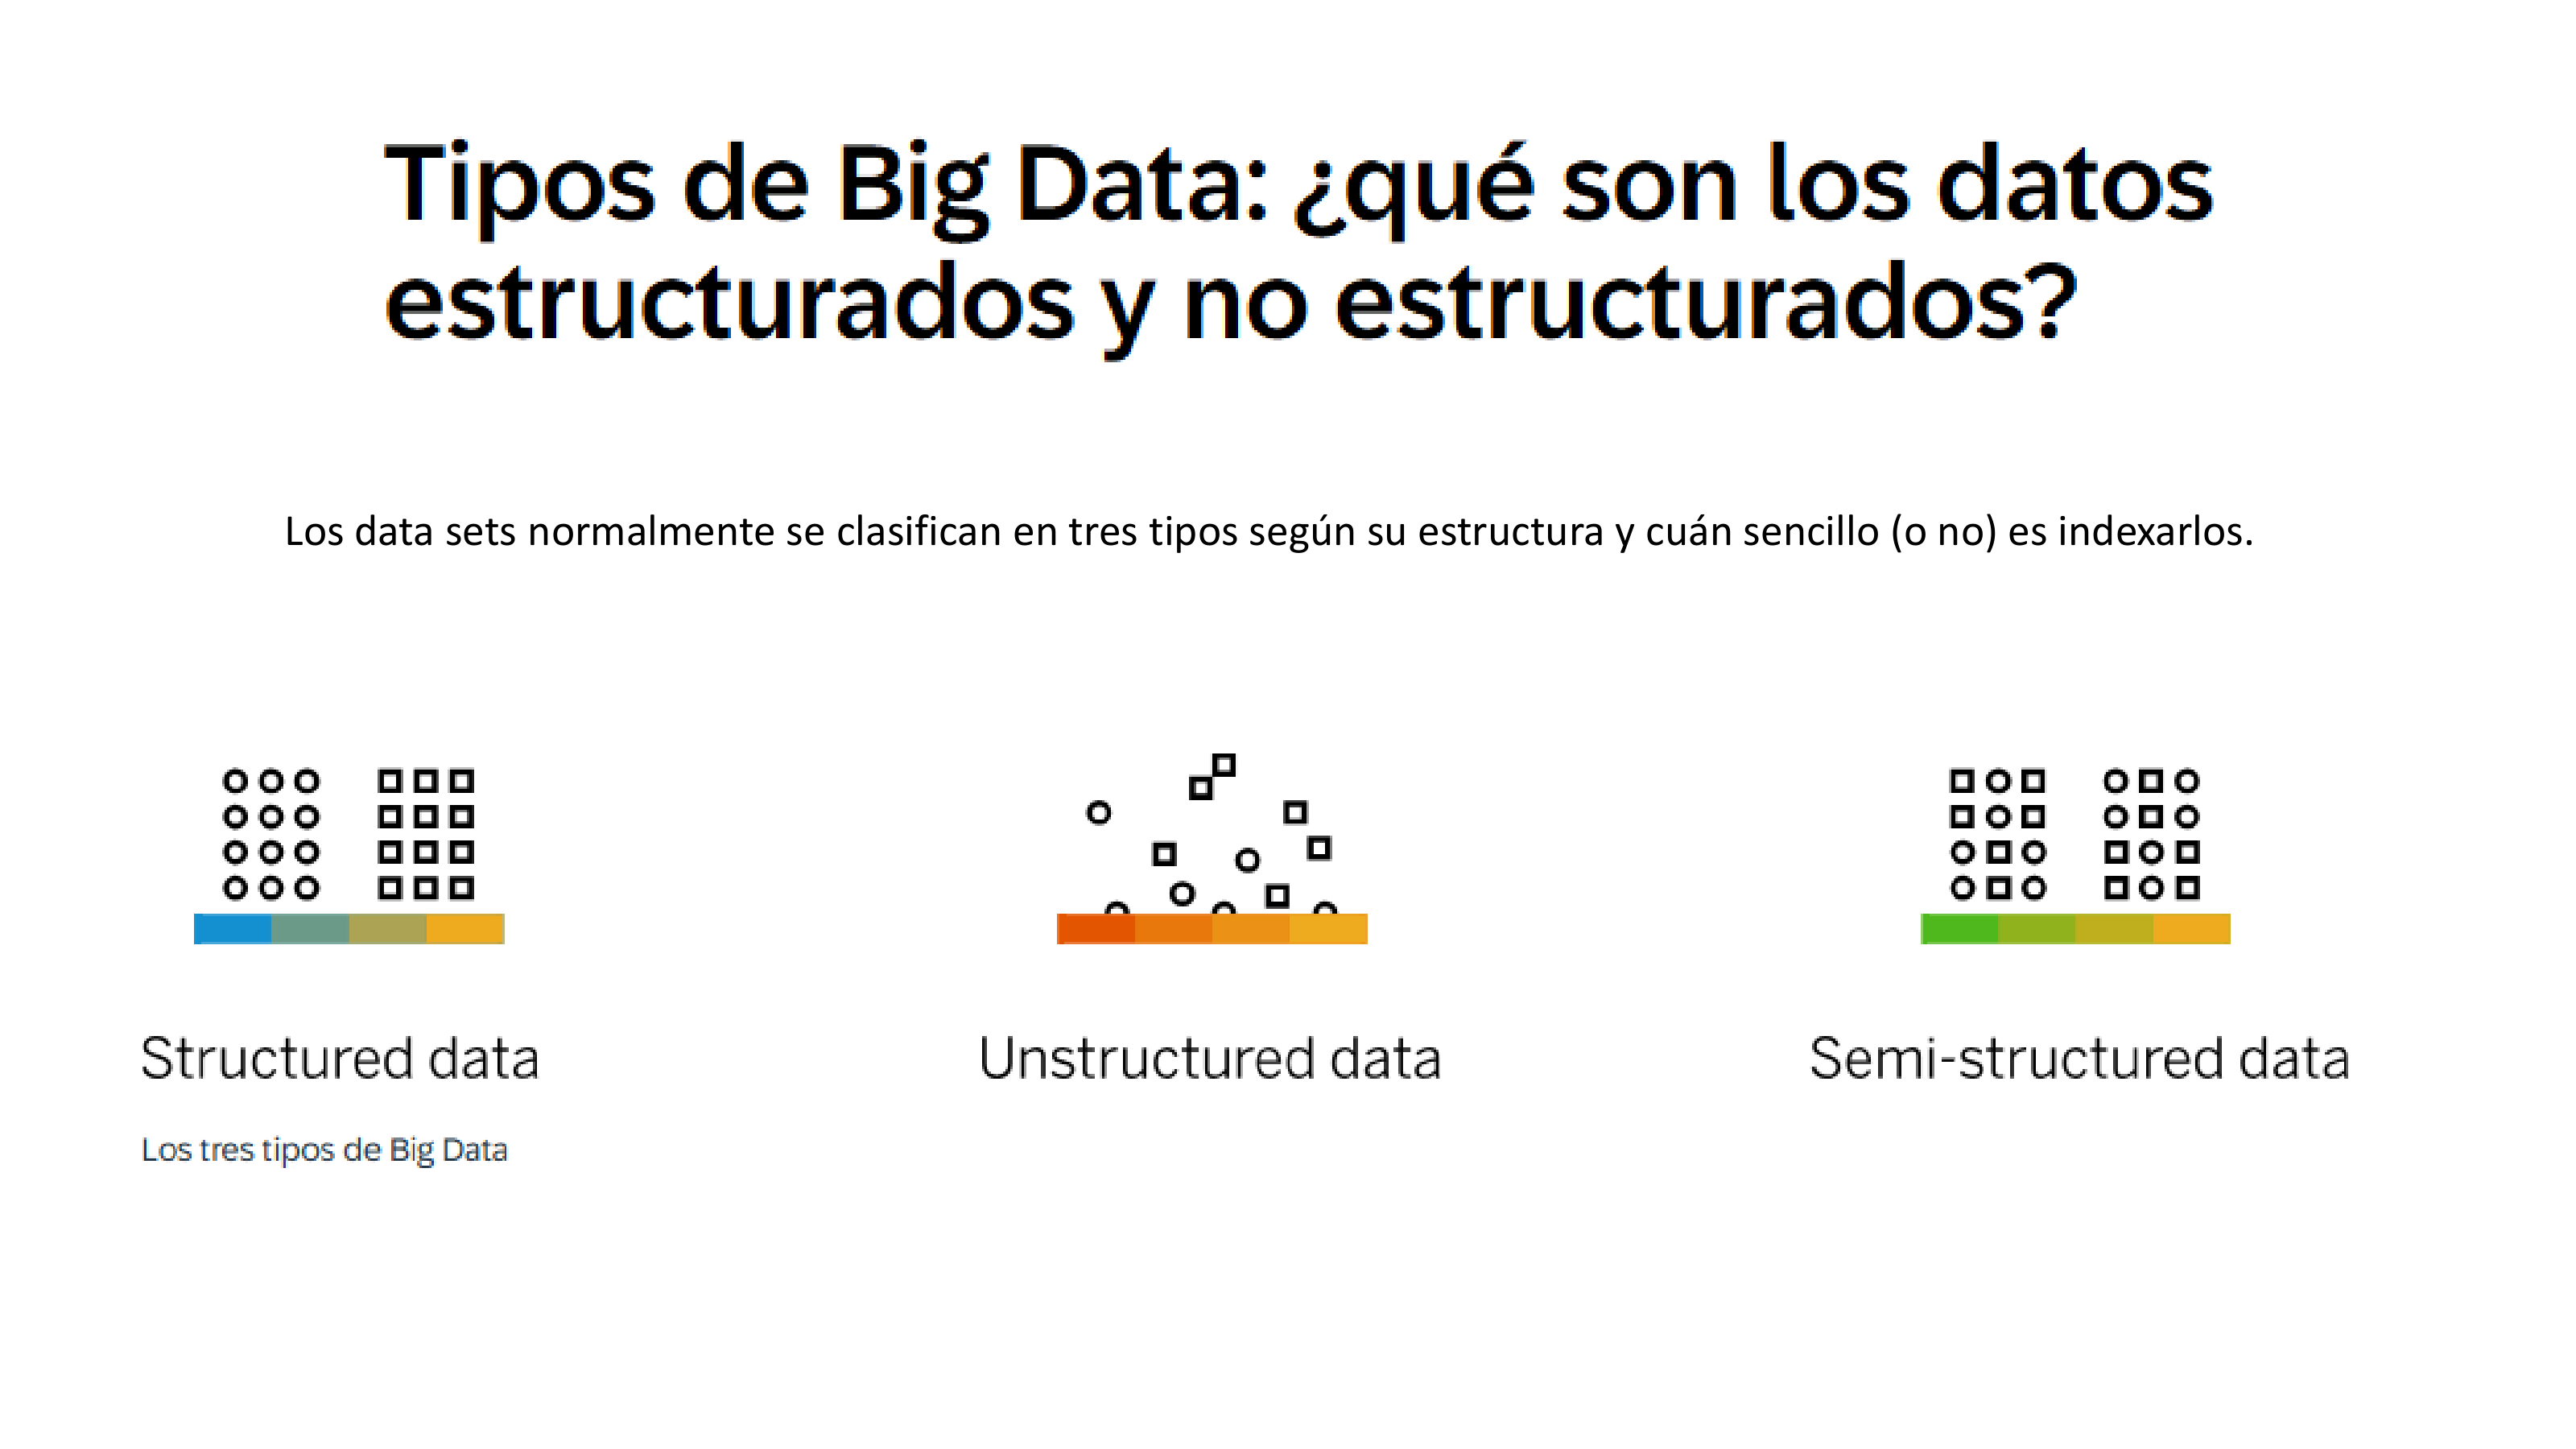 Tipos de Big Data: ¿qué son los datos
estructurados y no estructurados?
Los data sets normalmente se clasifican en tres tipos según su estructura y cuán sencillo (o no) es indexarlos.
Structured data
Unstructured data
Semi-structured data
Los tres tipos de Big Data